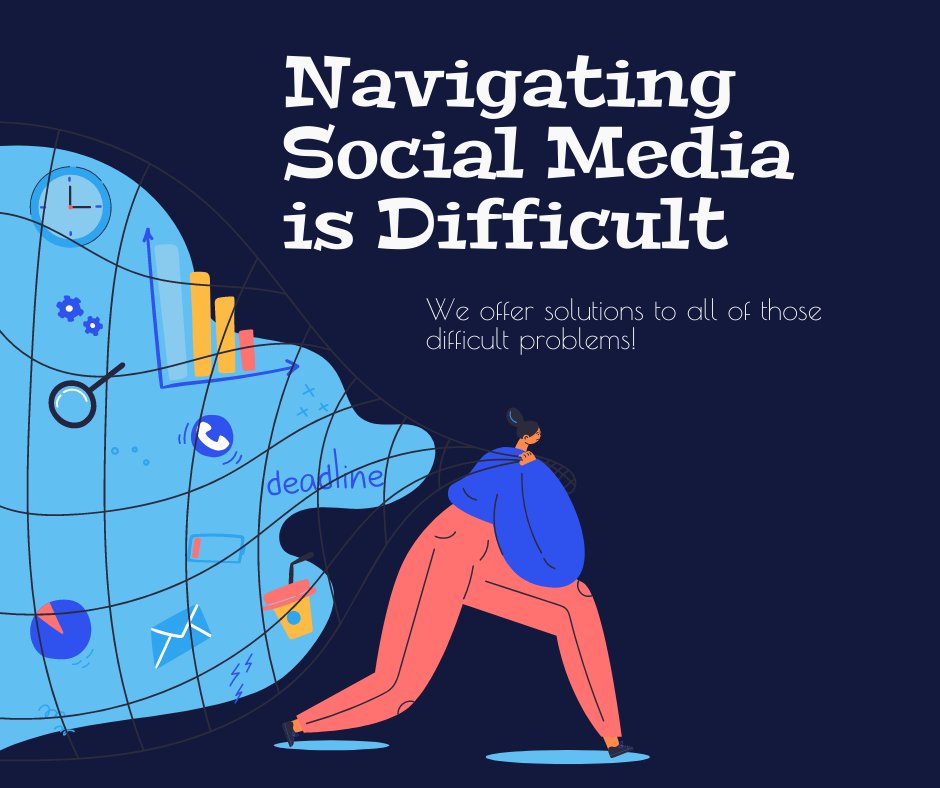 Navigating
Social Media
is Difficult
We offer solutions to all of those
difficult problems!
deadline